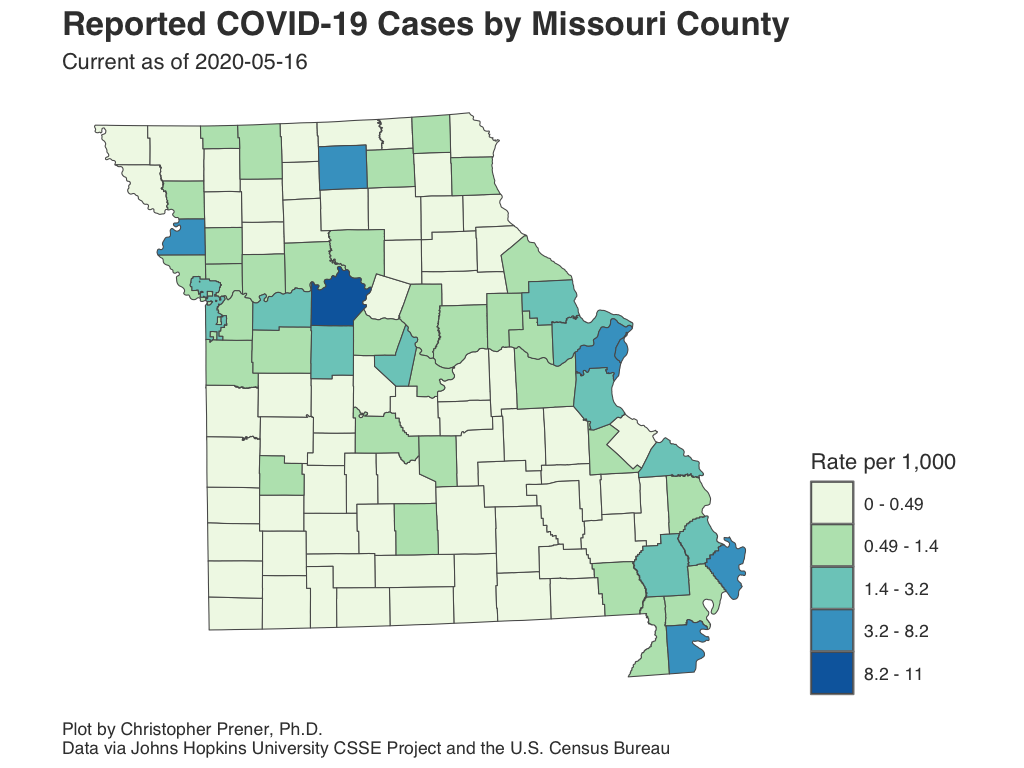 Reported COVID-19 Cases by Missouri County
Current as of 2020-05-16
Rate per 1,000
0 - 0.49
0.49 - 1.4
1.4 - 3.2
3.2 - 8.2
8.2 - 11
Plot by Christopher Prener, Ph.D.
Data via Johns Hopkins University CSSE Project and the U.S. Census Bureau